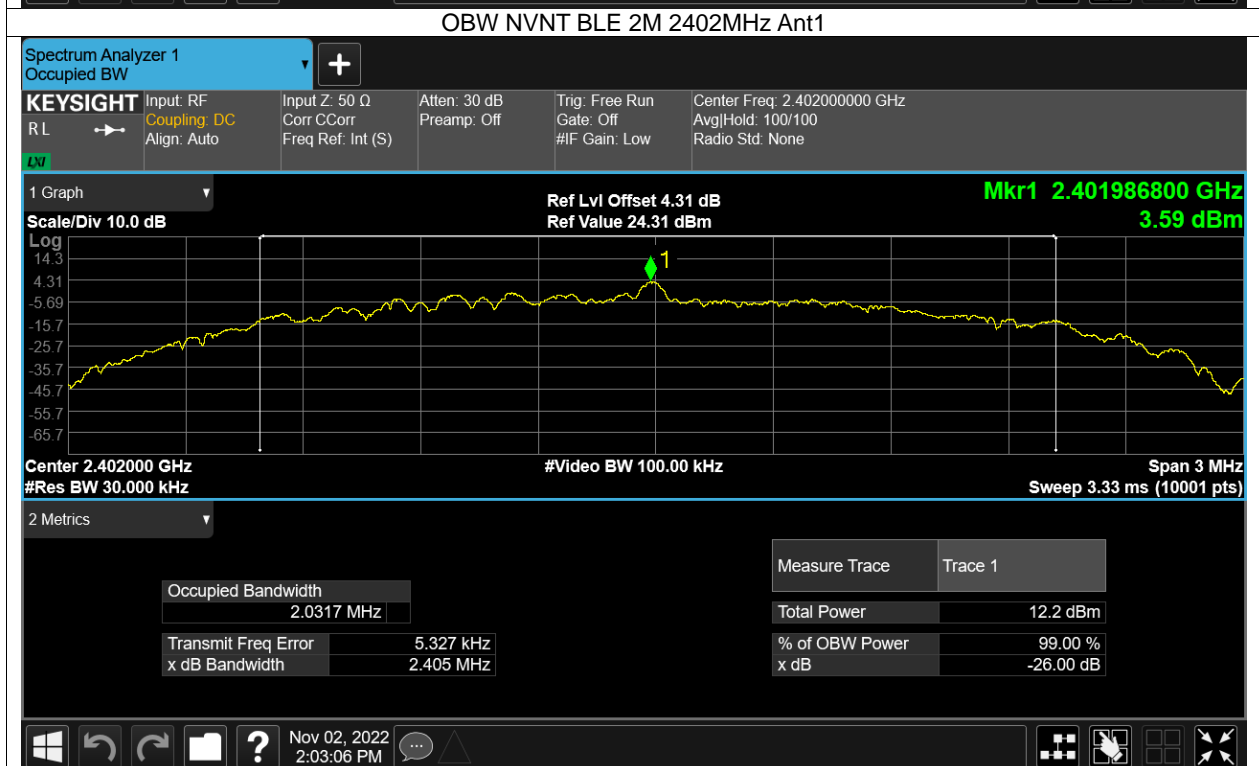 OBW NVNT BLE 2M 2402MHz Ant1
Spectrum Analyzer 1
Occupied BW
KEYSIGHT
R L
LXI
Input: RF
Coupling: DC
Align: Auto
Input Z: 50 Ω
Corr CCorr
Freq Ref: Int (S)
Atten: 30 dB
Preamp: Off
Trig: Free Run
Gate: Off
#IF Gain: Low
Center Freq: 2.402000000 GHz
Avg|Hold: 100/100
Radio Std: None
1 Graph
Scale/Div 10.0 dB
Ref Lvl Offset 4.31 dB
Ref Value 24.31 dBm
Mkr1 2.401986800 GHz
3.59 dBm
Log
14.3
4.31
-5.69
-15.7
-25.7
-35.7
-45.7
-55.7
-65.7
1
Center 2.402000 GHz
#Res BW 30.000 kHz
#Video BW 100.00 kHz
Span 3 MHz
Sweep 3.33 ms (10001 pts)
2 Metrics
Occupied Bandwidth
2.0317 MHz
Transmit Freq Error 5.327 kHz
x dB Bandwidth 2.405 MHz
Measure Trace Trace 1
Total Power 12.2 dBm
% of OBW Power 99.00 %
x dB -26.00 dB
?
Nov 02, 2022
2:03:06 PM